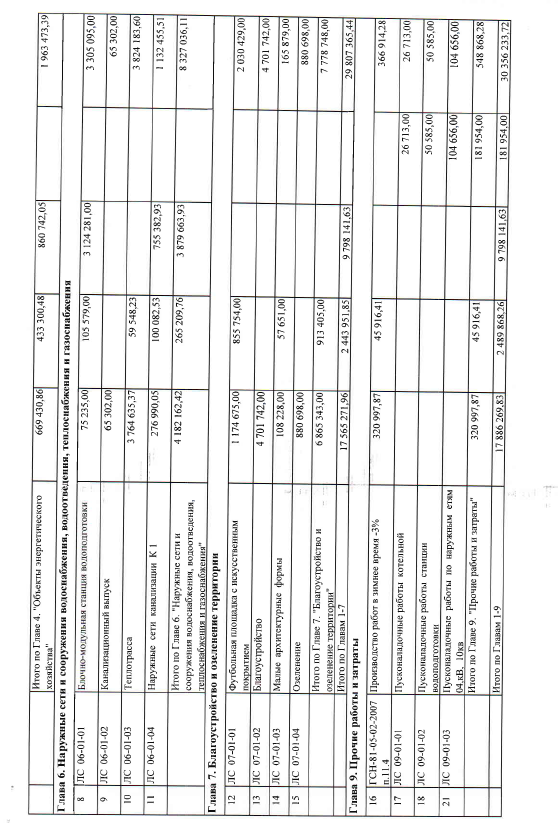 Итого по Главе 4. "Объекты энергетического хозяйства" 669 430,86 433 300,48 860 742,05 1 963 473,39
Глава 6. Наружные сети и сооружения водоснабжения, водоотведения, теплоснабжения и газоснабжения
8 ЛС 06-01-01 Блочно-модульная станция водоподготовки 75 235,00 105 579,00 3 124 281,00 3 305 095,00
9 ЛС 06-01-02 Канализационный выпуск 65 302,00 65 302,00
10 ЛС 06-01-03 Теплотрасса 3 764 635,37 59 548,23 3 824 183,60
11 ЛС 06-01-04 Наружные сети канализации К 1 276 990,05 100 082,53 755 382,93 1 132 455,51
Итого по Главе 6. "Наружные сети и сооружения водоснабжения, водоотведения, теплоснабжения и газоснабжения" 4 182 162,42 265 209,76 3 879 663,93 8 327 036,11
Глава 7. Благоустройство и озеленение территории
12 ЛС 07-01-01 Футбольная площадка с искусственным покрытием 1 174 675,00 855 754,00 2 030 429,00
13 ЛС 07-01-02 Благоустройство 4 701 742,00 4 701 742,00
14 ЛС 07-01-03 Малые архитектурные формы 108 228,00 57 651,00 165 879,00
15 ЛС 07-01-04 Озеленение 880 698,00 880 698,00
Итого по Главе 7. "Благоустройство и озеленение территории" 6 865 343,00 913 405,00 7 778 748,00
Итого по Главам 1-7 17 565 271,96 2 443 951,85 9 798 141,63 29 807 365,44
Глава 9. Прочие работы и затраты
16 ГСН-81-05-02-2007 п.11.4 Производство работ в зимнее время -3% 320 997,87 45 916,41 366 914,28
17 ЛС 09-01-01 Пусконаладочные работы котельной 26 713,00 26 713,00
18 ЛС 09-01-02 Пусконаладочные работы станции водоподготовки 50 585,00 50 585,00
21 ЛС 09-01-03 Пусконаладочные работы по наружным етям 04,кВ, 10кв 104 656,00 104 656,00
Итого по Главе 9. "Прочие работы и затраты" 320 997,87 45 916,41 181 954,00 548 868,28
Итого по Главам 1-9 17 886 269,83 2 489 868,26 9 798 141,63 181 954,00 30 356 233,72